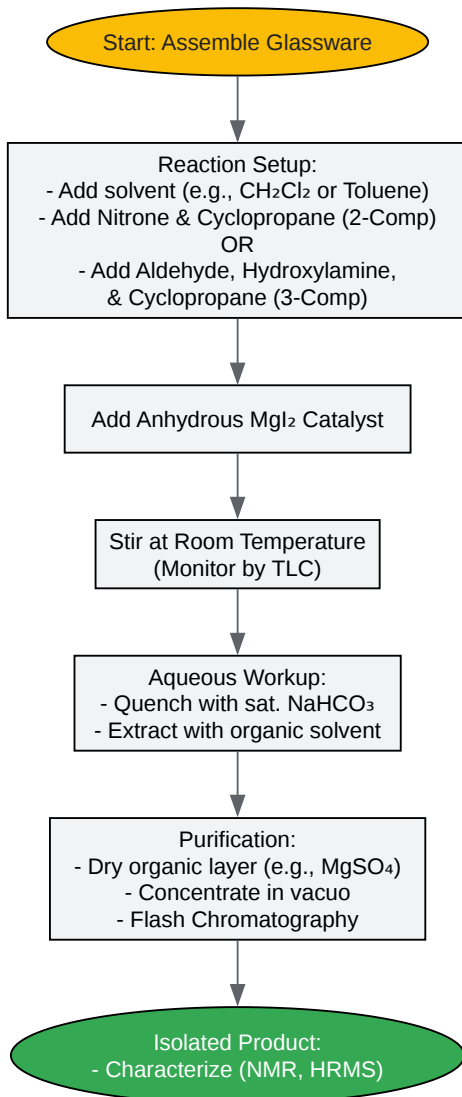 Start: Assemble Glassware
Reaction Setup:
- Add solvent (e.g., CH₂Cl₂ or Toluene)
- Add Nitrone & Cyclopropane (2-Comp)
OR
- Add Aldehyde, Hydroxylamine,
& Cyclopropane (3-Comp)
Add Anhydrous MgI₂ Catalyst
Stir at Room Temperature
(Monitor by TLC)
Aqueous Workup:
- Quench with sat. NaHCO₃
- Extract with organic solvent
Purification:
- Dry organic layer (e.g., MgSO₄)
- Concentrate in vacuo
- Flash Chromatography
Isolated Product:
- Characterize (NMR, HRMS)